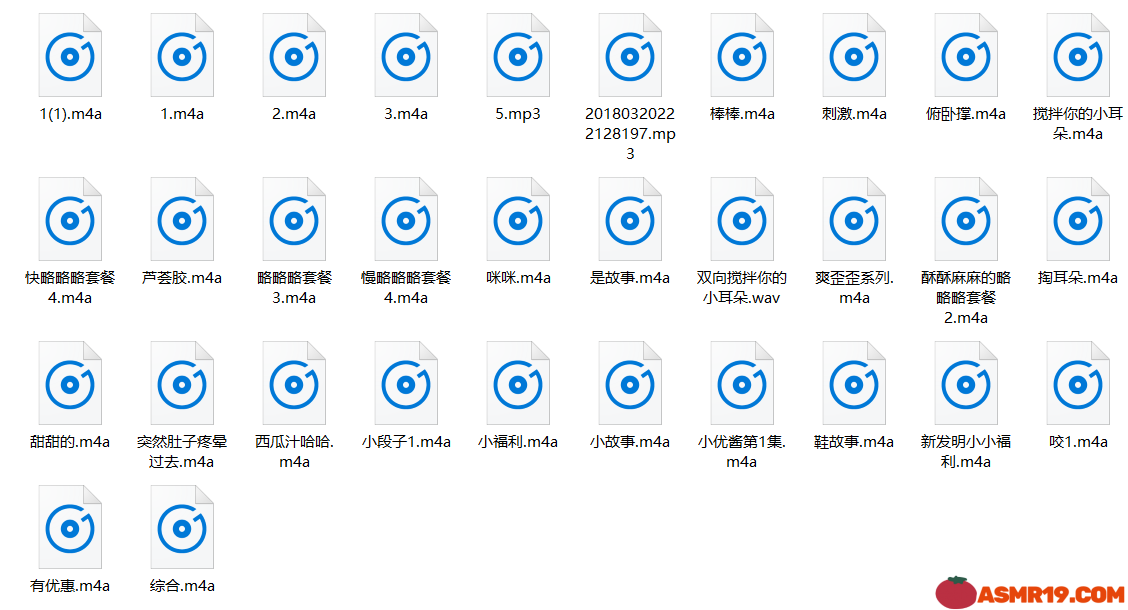 1(1).m4a
1.m4a
2.m4a
3.m4a
5.mp3
2018032022
2128197.mp
3
棒棒.m4a
刺激.m4a
俯卧撑.m4a
搅拌你的小耳
朵.m4a
快略略略套餐
4.m4a
芦荟胶.m4a
略略略套餐
3.m4a
慢略略略套餐
4.m4a
咪咪.m4a
是故事.m4a
双向搅拌你的
小耳朵.wav
爽歪歪系列.
m4a
酥酥麻麻的略
略略套餐
2.m4a
掏耳朵.m4a
甜甜的.m4a
突然肚子疼晕
过去.m4a
西瓜汁哈哈.
m4a
小段子1.m4a
小福利.m4a
小故事.m4a
小优酱第1集.
m4a
鞋故事.m4a
新发明小小福
利.m4a
咬1.m4a
有优惠.m4a
综合.m4a
ASMR19.COM